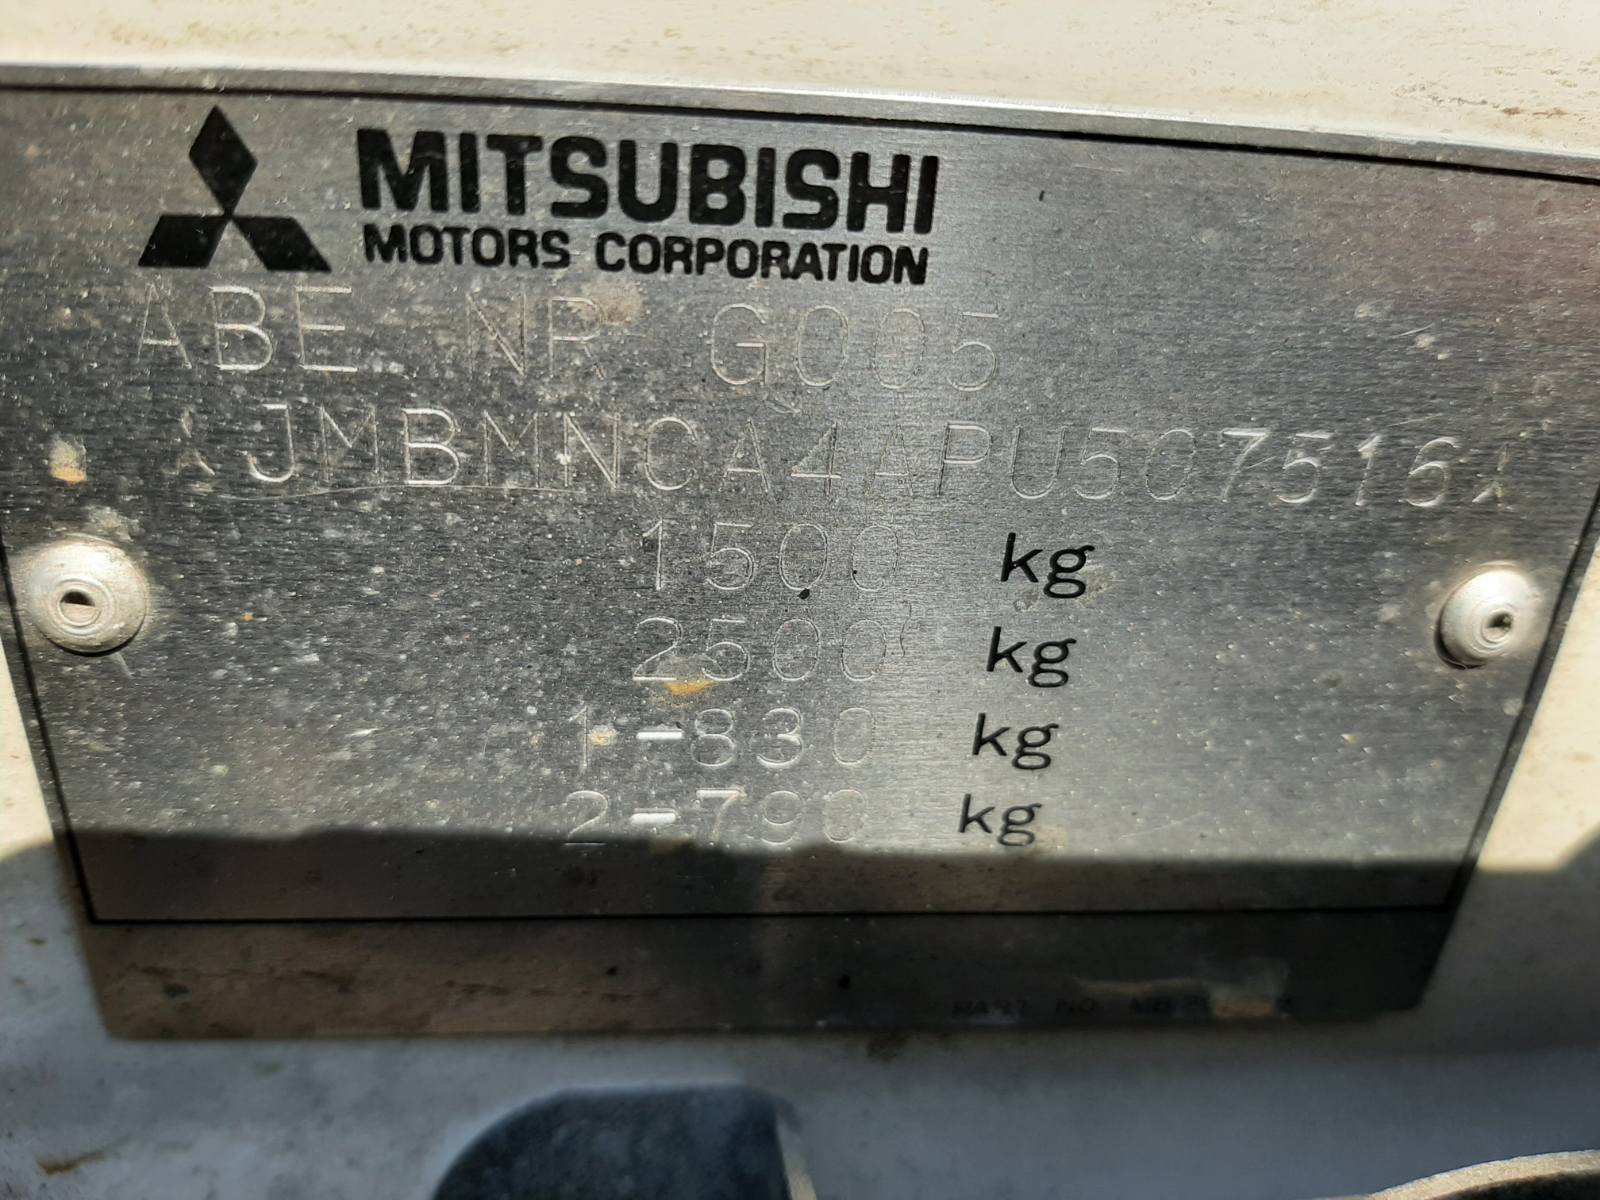 MITSUBISHI
MOTORS CORPORATION
ABE NR G005
JMBMNCA4APU507516
1500 kg
2500 kg
1-830 kg
2-790 kg
PART NO